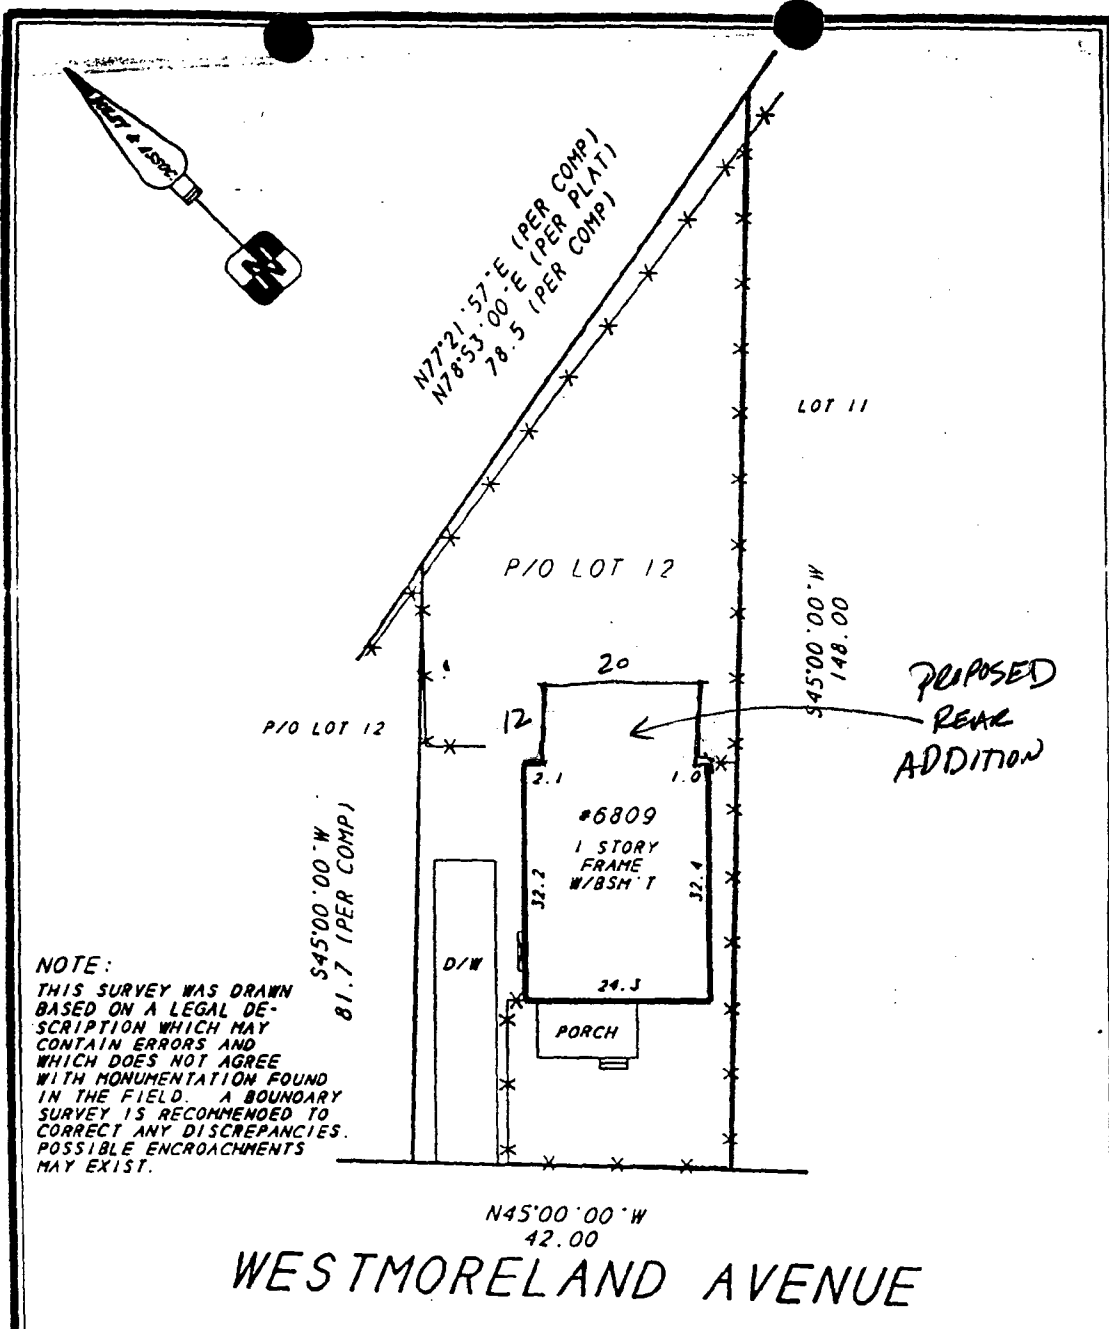 & ASSOC.
N
N77°21'57"E (PER COMP)
N78°53'00"E (PER PLAT)
78.5 (PER COMP)
LOT 11
P/O LOT 12
S45°00'00"W
148.00
20
12
PROPOSED
REAR
ADDITION
P/O LOT 12
2.1
1.0
#6809
1 STORY
FRAME
W/BSM'T
32.2
32.4
S45°00'00"W
81.7 (PER COMP)
D/W
24.3
PORCH
NOTE:
THIS SURVEY WAS DRAWN
BASED ON A LEGAL DE-
SCRIPTION WHICH MAY
CONTAIN ERRORS AND
WHICH DOES NOT AGREE
WITH MONUMENTATION FOUND
IN THE FIELD. A BOUNDARY
SURVEY IS RECOMMENDED TO
CORRECT ANY DISCREPANCIES.
POSSIBLE ENCROACHMENTS
MAY EXIST.
N45°00'00"W
42.00
WESTMORELAND AVENUE